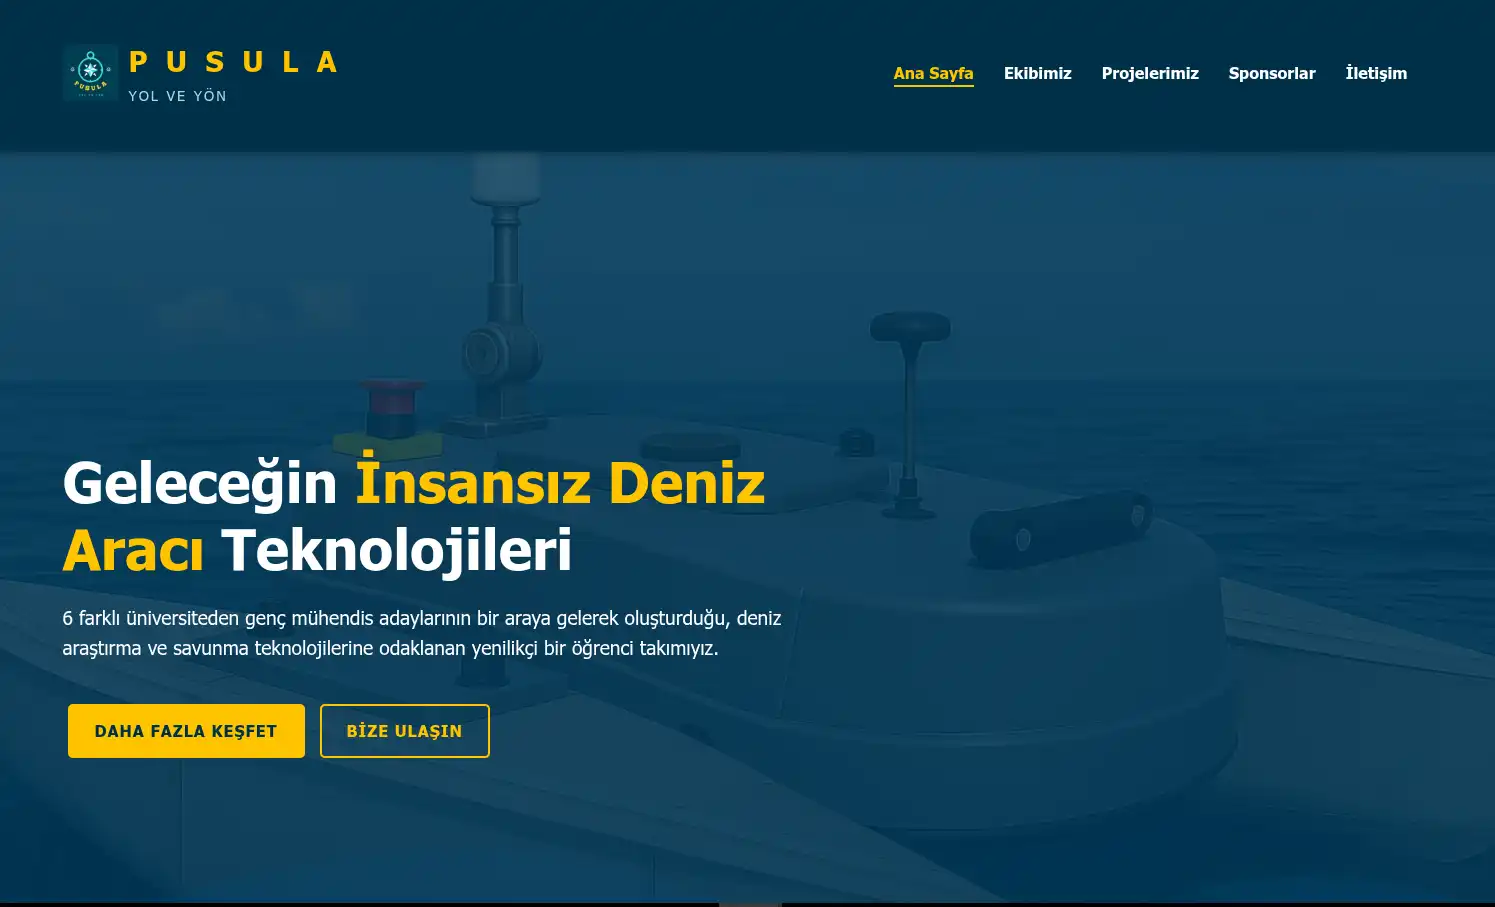 PUSULA
PUSULA
YOL VE YÖN
Ana Sayfa
Ekibimiz
Projelerimiz
Sponsorlar
İletişim
Geleceğin İnsansız Deniz
Aracı Teknolojileri
6 farklı üniversiteden genç mühendis adaylarının bir araya gelerek oluşturduğu, deniz
araştırma ve savunma teknolojilerine odaklanan yenilikçi bir öğrenci takımıyız.
DAHA FAZLA KEŞFET
BİZE ULAŞIN